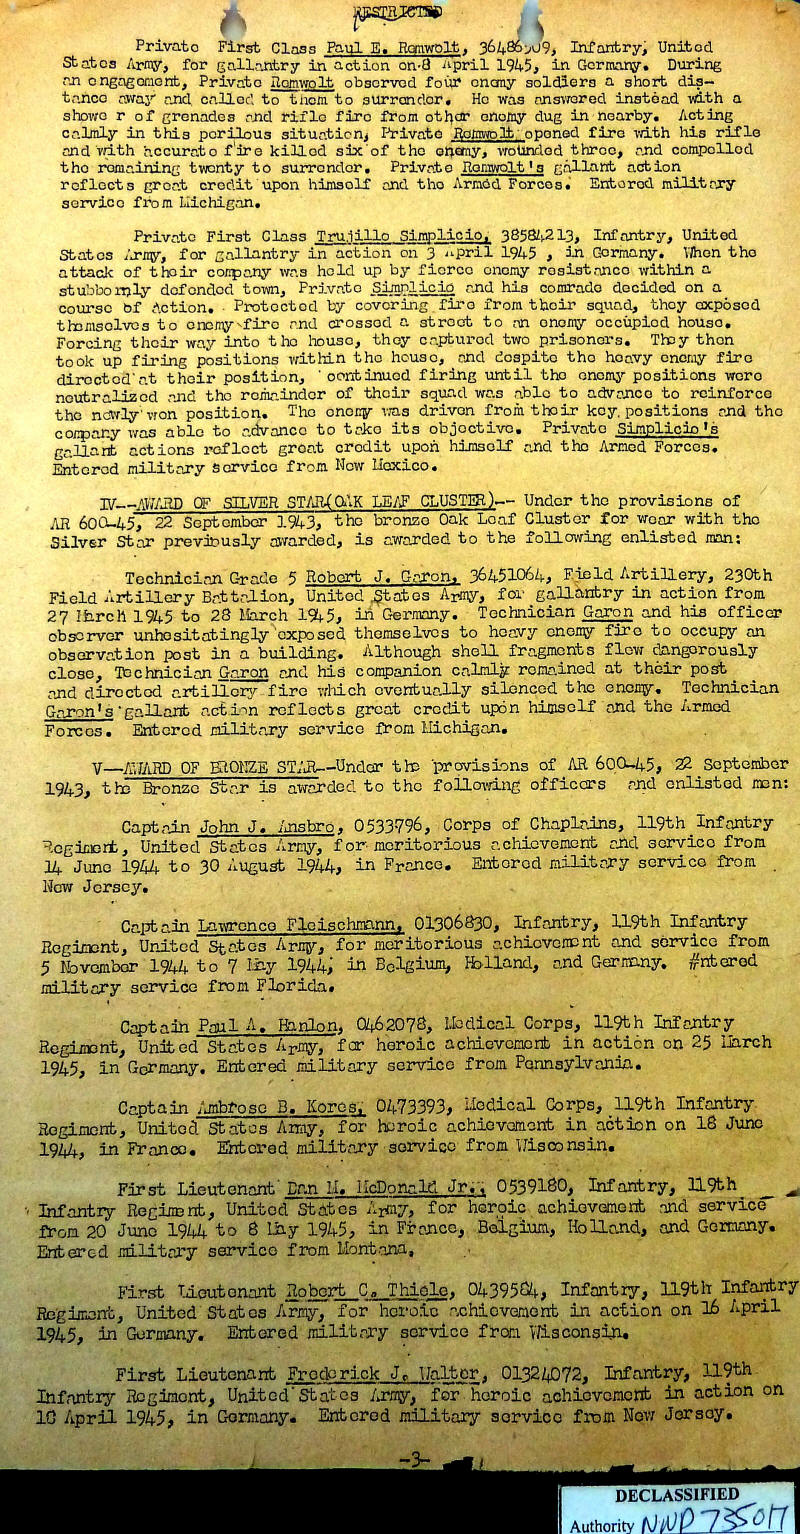 RESTRICTED
Private First Class Paul E. Romwolt, 36486909, Infantry, United
States Army, for gallantry in action on 8 April 1945, in Germany. During
an engagement, Private Romwolt observed four enemy soldiers a short dis-
tance away and called to them to surrender. He was answered instead with a
showe r of grenades and rifle fire from other enemy dug in nearby. Acting
calmly in this perilous situation, Private Romwolt opened fire with his rifle
and with accurate fire killed six of the enemy, wounded three, and compelled
the remaining twenty to surrender. Private Romwolt's gallant action
reflects great credit upon himself and the Armed Forces. Entered military
service from Michigan.
Private First Class Trujillo Simplicio, 38584213, Infantry, United
States Army, for gallantry in action on 3 April 1945 , in Germany. When the
attack of their company was held up by fierce enemy resistance within a
stubbornly defended town, Private Simplicio and his comrade decided on a
course of action. Protected by covering fire from their squad, they exposed
themselves to enemy fire and crossed a street to an enemy occupied house.
Forcing their way into the house, they captured two prisoners. They then
took up firing positions within the house, and despite the heavy enemy fire
directed at their position, continued firing until the enemy positions were
neutralized and the remainder of their squad was able to advance to reinforce
the newly won position. The enemy was driven from their key positions and the
company was able to advance to take its objective. Private Simplicio's
gallant actions reflect great credit upon himself and the Armed Forces.
Entered military service from New Mexico.
IV--AWARD OF SILVER STAR(OAK LEAF CLUSTER)-- Under the provisions of
AR 600-45, 22 September 1943, the bronze Oak Leaf Cluster for wear with the
Silver Star previously awarded, is awarded to the following enlisted man:
Technician Grade 5 Robert J. Garon, 36451064, Field Artillery, 230th
Field Artillery Battalion, United States Army, for gallantry in action from
27 March 1945 to 28 March 1945, in Germany. Technician Garon and his officer
observer unhesitatingly exposed themselves to heavy enemy fire to occupy an
observation post in a building. Although shell fragments flew dangerously
close, Technician Garon and his companion calmly remained at their post
and directed artillery fire which eventually silenced the enemy. Technician
Garon's gallant action reflects great credit upon himself and the Armed
Forces. Entered military service from Michigan.
V--AWARD OF BRONZE STAR--Under the provisions of AR 600-45, 22 September
1943, the Bronze Star is awarded to the following officers and enlisted men:
Captain John J. Ansbro, 0533796, Corps of Chaplains, 119th Infantry
Regiment, United States Army, for meritorious achievement and service from
14 June 1944 to 30 August 1944, in France. Entered military service from
New Jersey.
Captain Lawrence Fleischmann, 01306830, Infantry, 119th Infantry
Regiment, United States Army, for meritorious achievement and service from
5 November 1944 to 7 May 1944, in Belgium, Holland, and Germany. #ntered
military service from Florida.
Captain Paul A. Hanlon, 0462078, Medical Corps, 119th Infantry
Regiment, United States Army, for heroic achievement in action on 25 March
1945, in Germany. Entered military service from Pennsylvania.
Captain Ambrose B. Kores, 0473393, Medical Corps, 119th Infantry
Regiment, United States Army, for heroic achievement in action on 18 June
1944, in France. Entered military service from Wisconsin.
First Lieutenant Dan M. McDonald Jr., 0539180, Infantry, 119th
Infantry Regiment, United States Army, for heroic achievement and service
from 20 June 1944 to 8 May 1945, in France, Belgium, Holland, and Germany.
Entered military service from Montana.
First Lieutenant Robert C. Thiele, 0439584, Infantry, 119th Infantry
Regiment, United States Army, for heroic achievement in action on 16 April
1945, in Germany. Entered military service from Wisconsin.
First Lieutenant Frederick J. Walter, 01324072, Infantry, 119th
Infantry Regiment, United States Army, for heroic achievement in action on
18 April 1945, in Germany. Entered military service from New Jersey.
-3-
DECLASSIFIED
Authority NND 735017